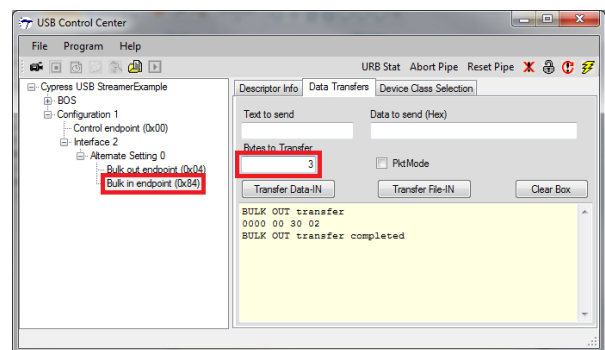 USB Control Center
File Program Help
URB Stat Abort Pipe Reset Pipe
Cypress USB StreamerExample
BOS
Configuration 1
Control endpoint (0x00)
Interface 2
Alternate Setting 0
Bulk out endpoint (0x04)
Bulk in endpoint (0x84)
Descriptor Info Data Transfers Device Class Selection
Text to send Data to send (Hex)
Bytes to Transfer
3 PktMode
Transfer Data-IN Transfer File-IN Clear Box
BULK OUT transfer
0000 00 30 02
BULK OUT transfer completed